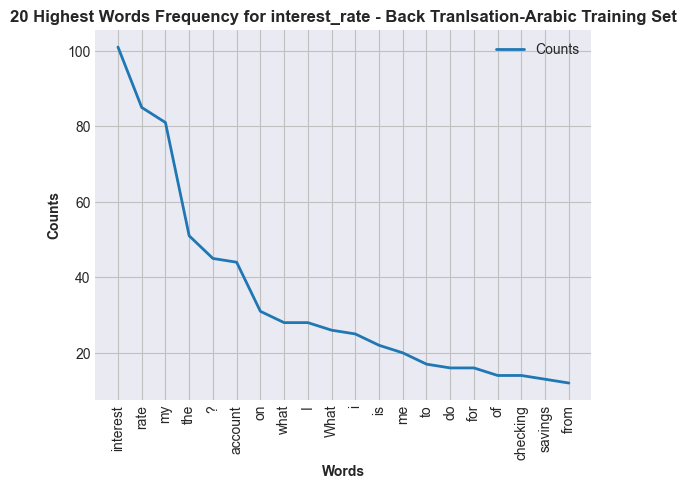 20 Highest Words Frequency for interest_rate - Back Tranlsation-Arabic Training Set
Counts
100
80
60
40
20
Counts
interest
rate
my
the
?
account
on
what
I
What
i
is
me
to
do
for
of
checking
savings
from
Words